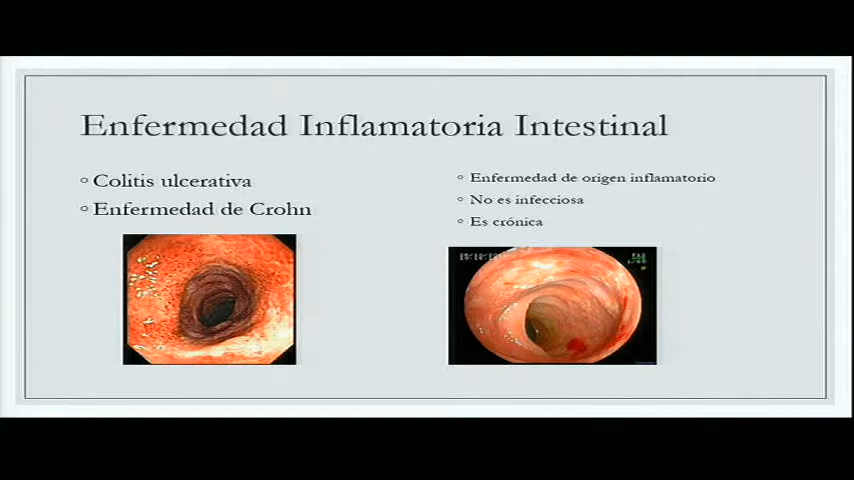 Enfermedad Inflamatoria Intestinal
Colitis ulcerativa
Enfermedad de Crohn
Enfermedad de origen inflamatorio
No es infecciosa
Es crónica